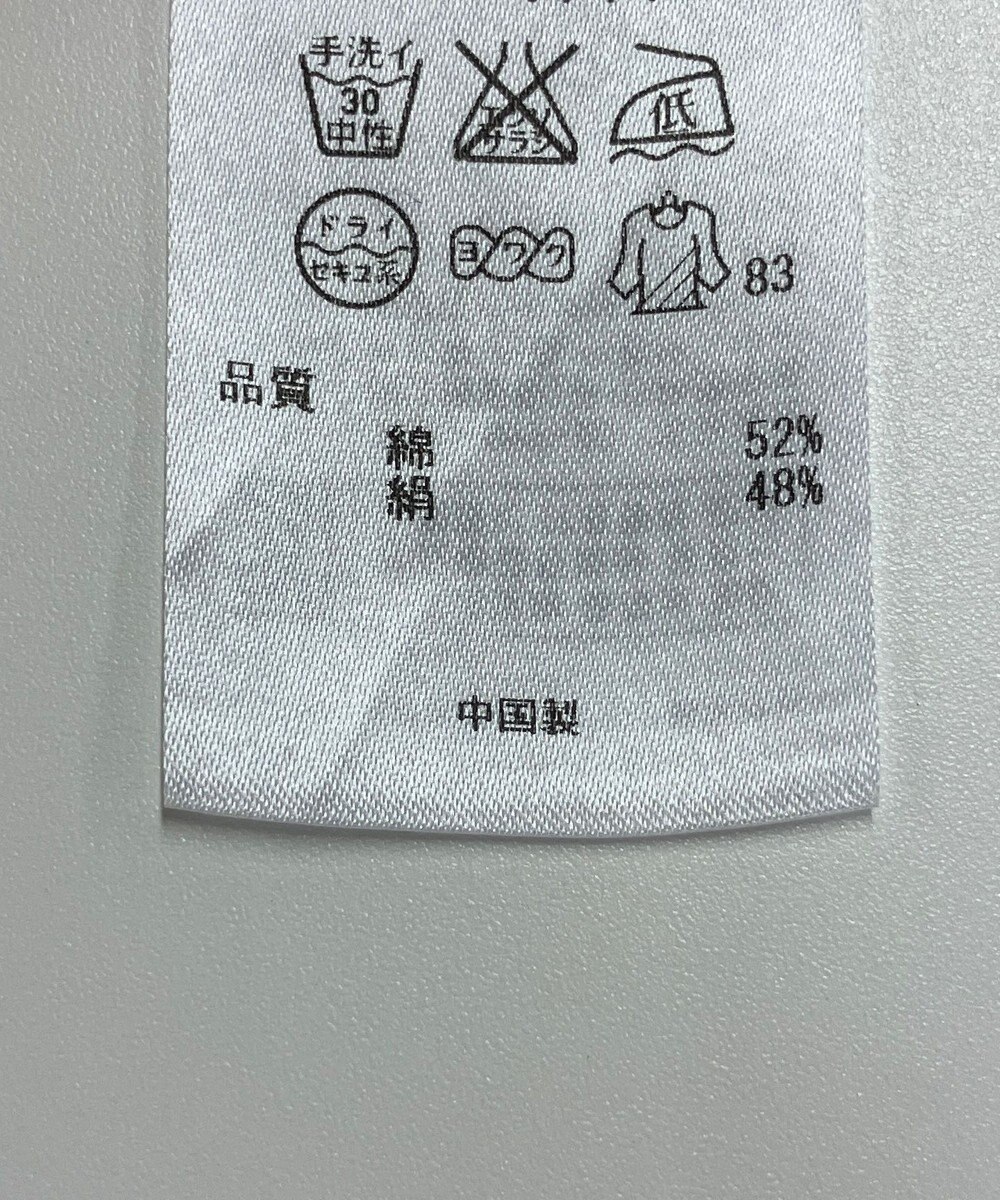 手洗イ
30
中性
エンソ
サラシ
低
ドライ
セキユ系
ヨワク
83
品質
綿 52%
絹 48%
中国製